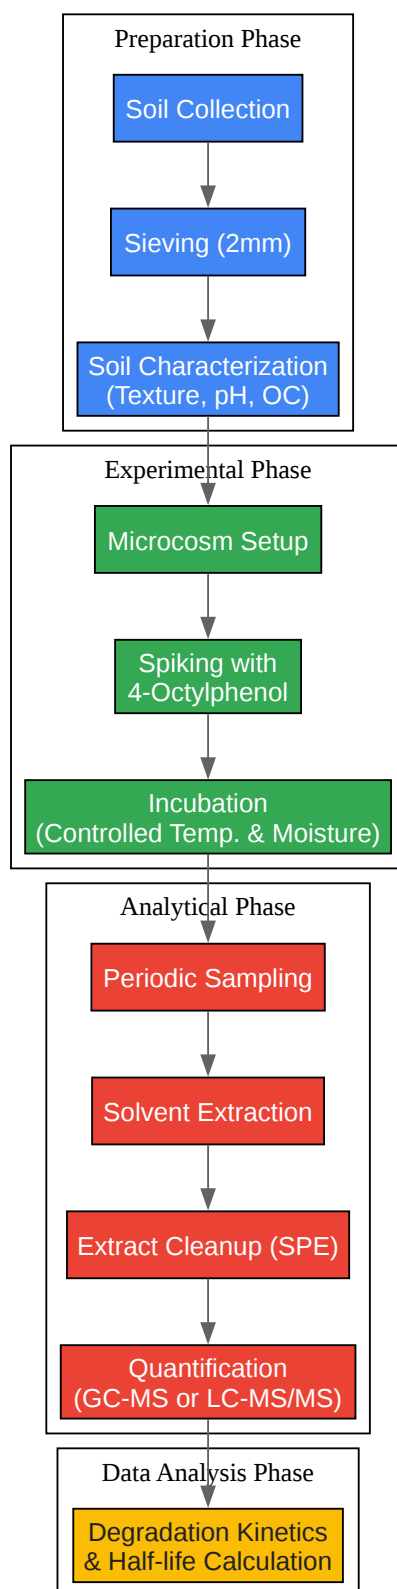 Preparation Phase
Soil Collection
Sieving (2mm)
Soil Characterization
(Texture, pH, OC)
Experimental Phase
Microcosm Setup
Spiking with
4-Octylphenol
Incubation
(Controlled Temp. & Moisture)
Analytical Phase
Periodic Sampling
Solvent Extraction
Extract Cleanup (SPE)
Quantification
(GC-MS or LC-MS/MS)
Data Analysis Phase
Degradation Kinetics
& Half-life Calculation